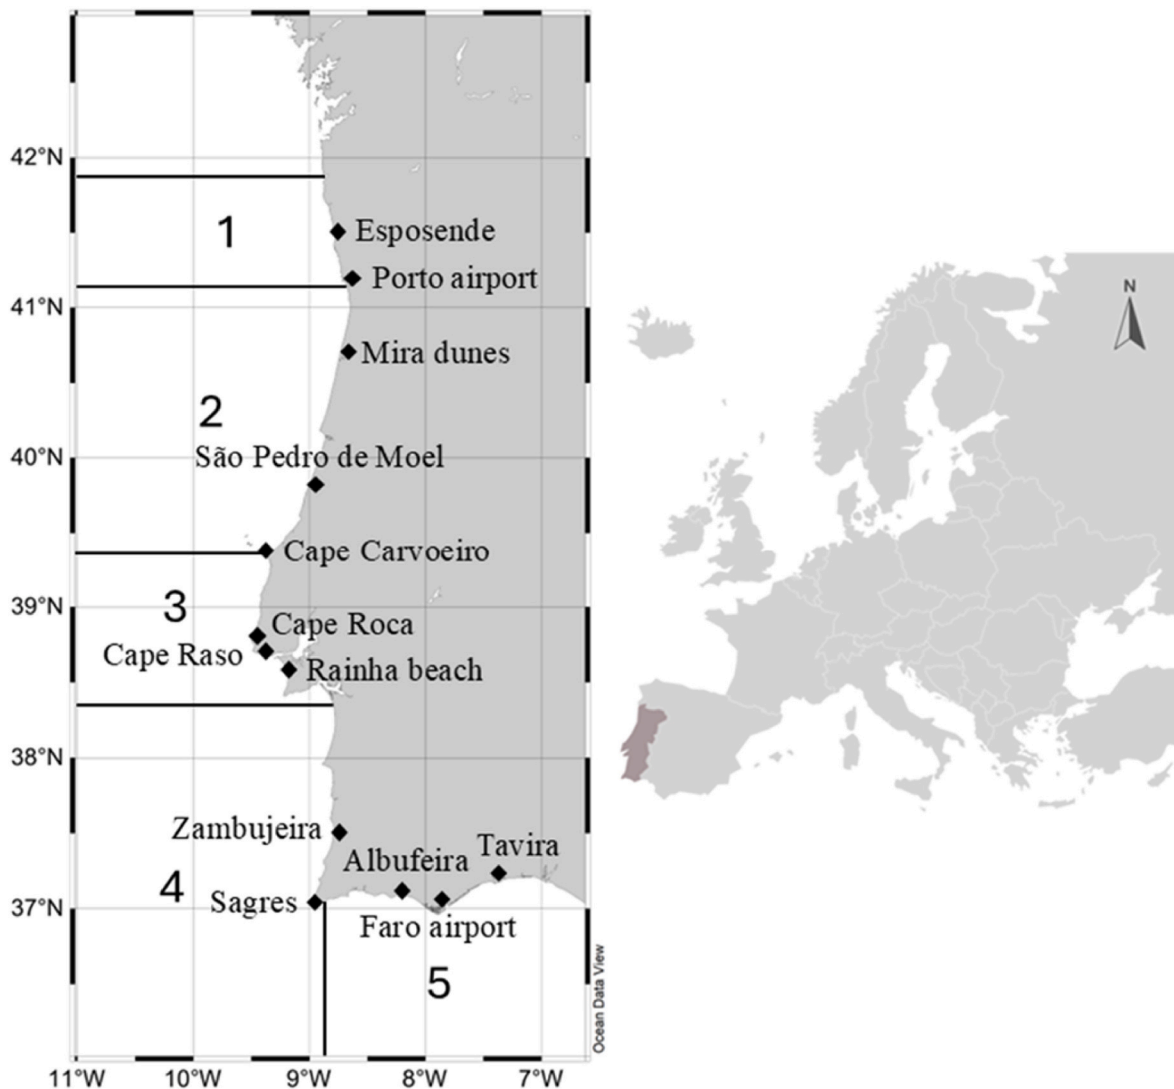 42°N
1
Esposende
Porto airport
41°N
Mira dunes
2
40°N
São Pedro de Moel
Cape Carvoeiro
39°N
3
Cape Roca
Cape Raso
Rainha beach
38°N
Zambujeira
Albufeira
Tavira
4
37°N
Sagres
Faro airport
5
Ocean Data View
11°W 10°W 9°W 8°W 7°W
N